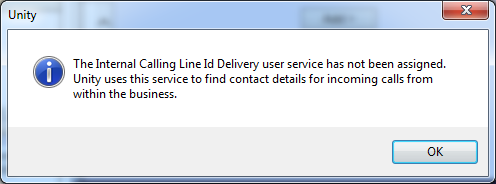 Unity
The Internal Calling Line Id Delivery user service has not been assigned.
Unity uses this service to find contact details for incoming calls from
within the business.
OK